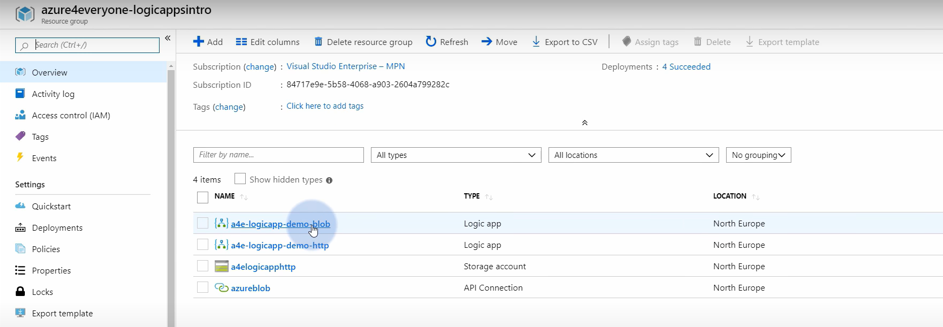 azure4everyone-logicappsintro
Resource group
Search (Ctrl+/)
Overview
Activity log
Access control (IAM)
Tags
Events
Settings
Quickstart
Deployments
Policies
Properties
Locks
Export template
Add Edit columns Delete resource group Refresh Move Export to CSV Assign tags Delete Export template
Subscription (change) : Visual Studio Enterprise – MPN Deployments : 4 Succeeded
Subscription ID : 84717e9e-5b58-4068-a903-2604a799282c
Tags (change) : Click here to add tags
Filter by name... All types All locations No grouping
4 items Show hidden types
NAME TYPE LOCATION
a4e-logicapp-demo-blob Logic app North Europe
a4e-logicapp-demo-http Logic app North Europe
a4elogicapphttp Storage account North Europe
azureblob API Connection North Europe